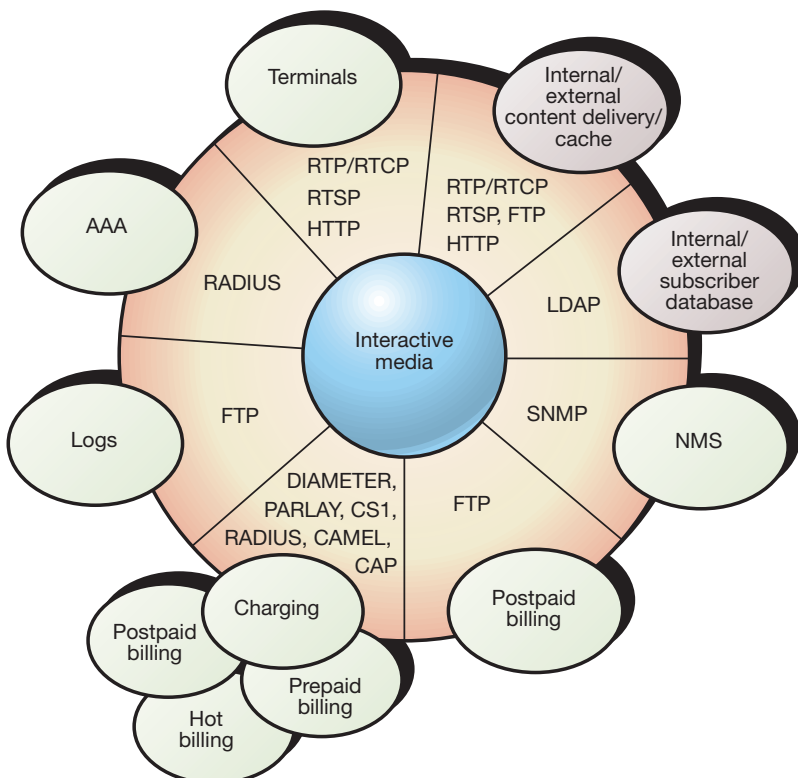 Terminals
Internal/
external
content delivery/
cache
RTP/RTCP
RTSP
HTTP
RTP/RTCP
RTSP, FTP
HTTP
AAA
RADIUS
Internal/
external
subscriber
database
LDAP
Interactive
media
Logs
FTP
SNMP
NMS
DIAMETER,
PARLAY, CS1,
RADIUS, CAMEL,
CAP
FTP
Charging
Postpaid
billing
Prepaid
billing
Hot
billing
Postpaid
billing